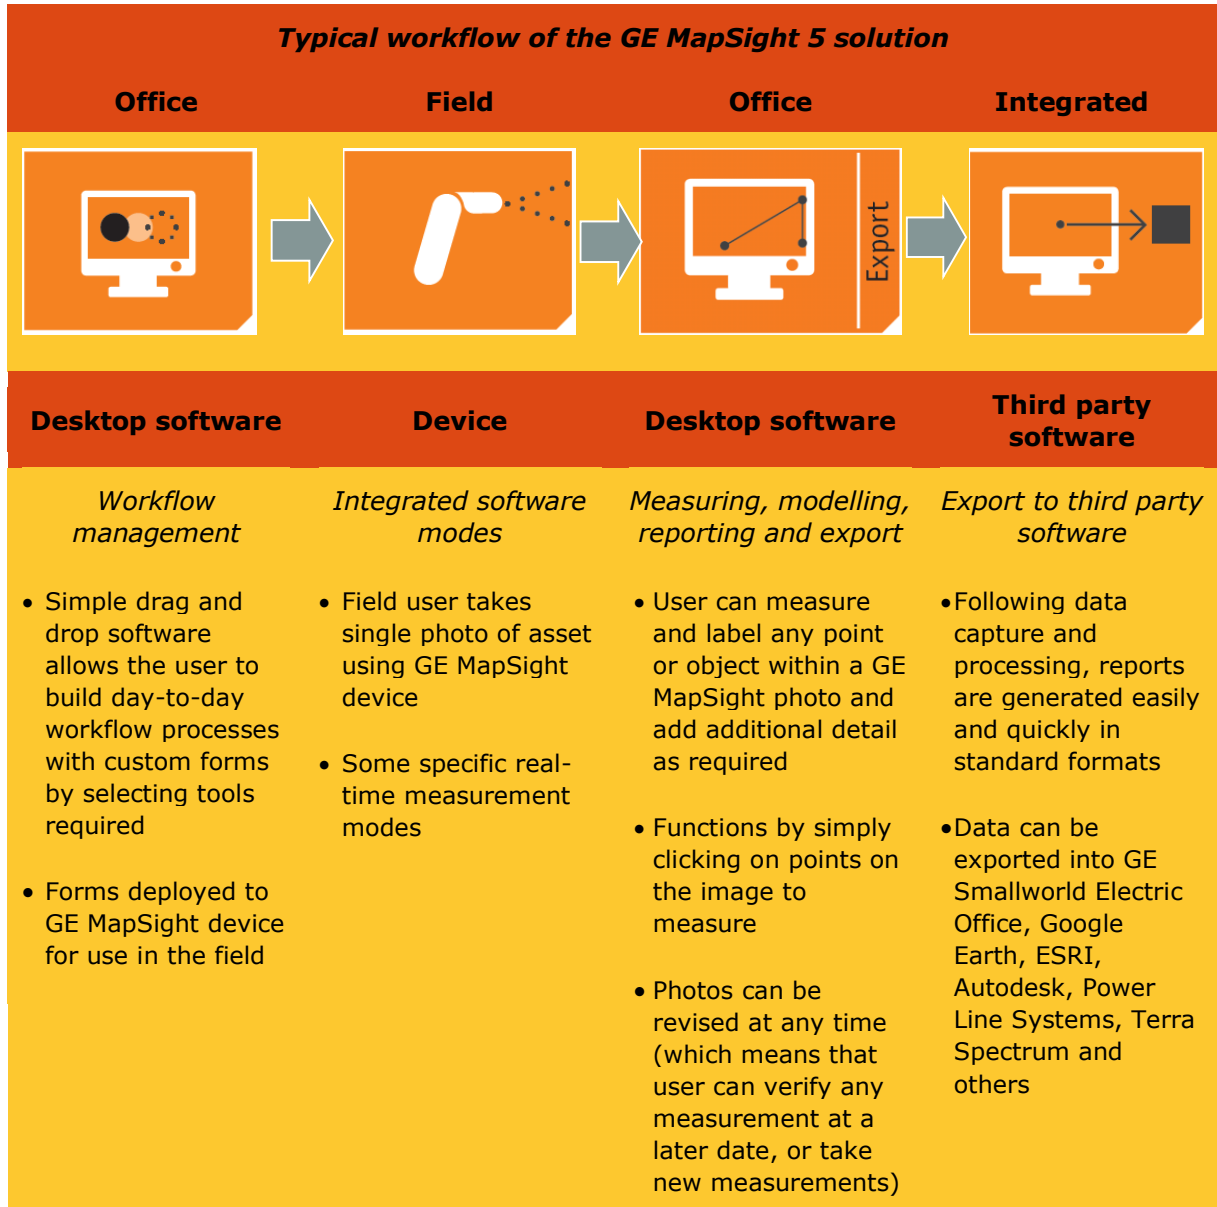 Typical workflow of the GE MapSight 5 solution
Office
Field
Office
Integrated
Export
Desktop software
Device
Desktop software
Third party
software
Workflow
management
• Simple drag and
drop software
allows the user to
build day-to-day
workflow processes
with custom forms
by selecting tools
required
• Forms deployed to
GE MapSight device
for use in the field
Integrated software
modes
• Field user takes
single photo of asset
using GE MapSight
device
• Some specific real-
time measurement
modes
Measuring, modelling,
reporting and export
• User can measure
and label any point
or object within a GE
MapSight photo and
add additional detail
as required
• Functions by simply
clicking on points on
the image to
measure
• Photos can be
revised at any time
(which means that
user can verify any
measurement at a
later date, or take
new measurements)
Export to third party
software
•Following data
capture and
processing, reports
are generated easily
and quickly in
standard formats
•Data can be
exported into GE
Smallworld Electric
Office, Google
Earth, ESRI,
Autodesk, Power
Line Systems, Terra
Spectrum and
others